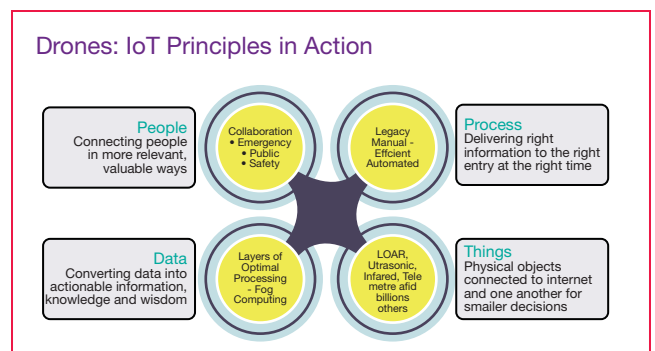 Drones: IoT Principles in Action
People
Connecting people
in more relevant,
valuable ways
Collaboration
• Emergency
• Public
• Safety
Legacy
Manual -
Effcient
Automated
Process
Delivering right
information to the right
entry at the right time
Data
Converting data into
actionable information,
knowledge and wisdom
Layers of
Optimal
Processing
- Fog
Computing
LOAR,
Utrasonic,
Infared, Tele
metre afid
billions
others
Things
Physical objects
connected to internet
and one another for
smaller decisions